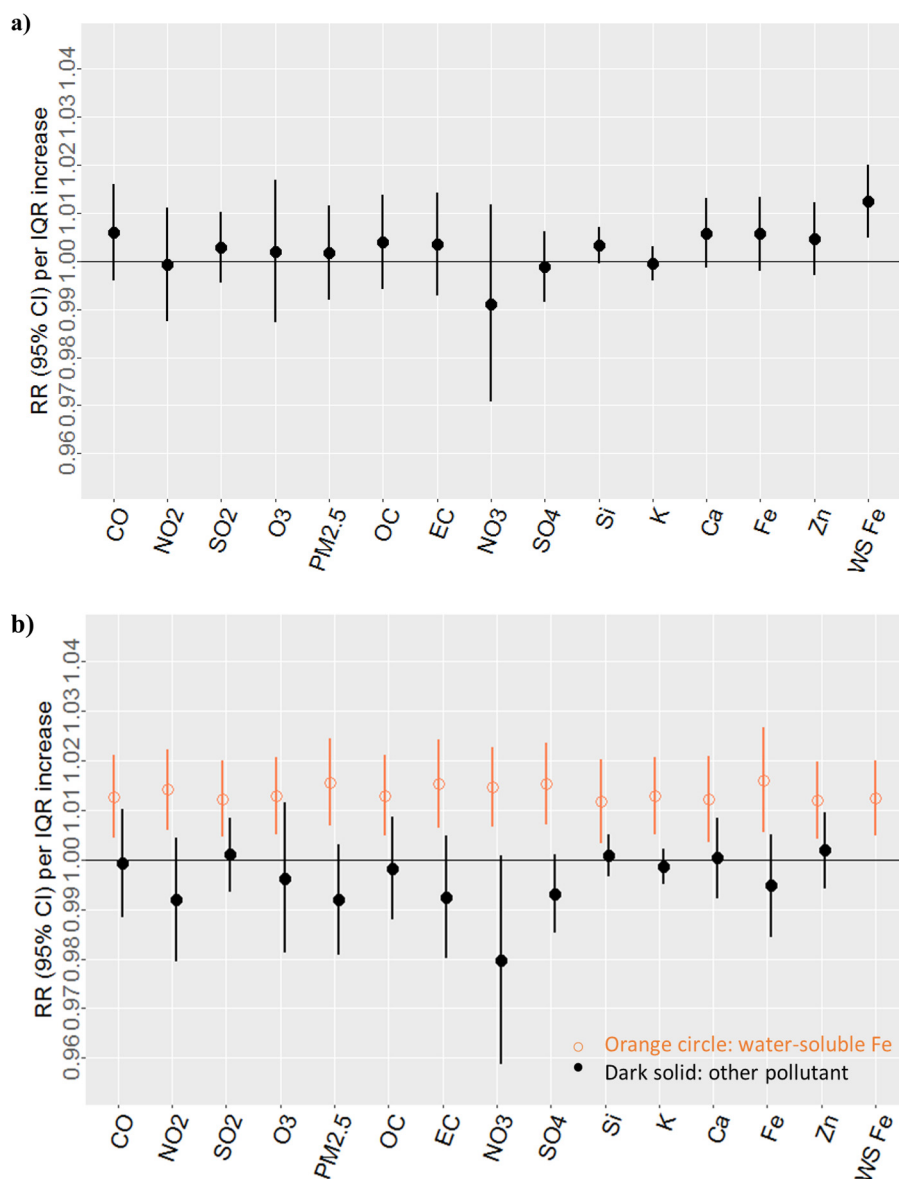 a)
RR (95% CI) per IQR increase
1.04
1.03
1.02
1.01
1.00
0.99
0.98
0.97
0.96
CO
NO2
SO2
O3
PM2.5
OC
EC
NO3
SO4
Si
K
Ca
Fe
Zn
WS Fe
b)
RR (95% CI) per IQR increase
1.04
1.03
1.02
1.01
1.00
0.99
0.98
0.97
0.96
Orange circle: water-soluble Fe
Dark solid: other pollutant
CO
NO2
SO2
O3
PM2.5
OC
EC
NO3
SO4
Si
K
Ca
Fe
Zn
WS Fe